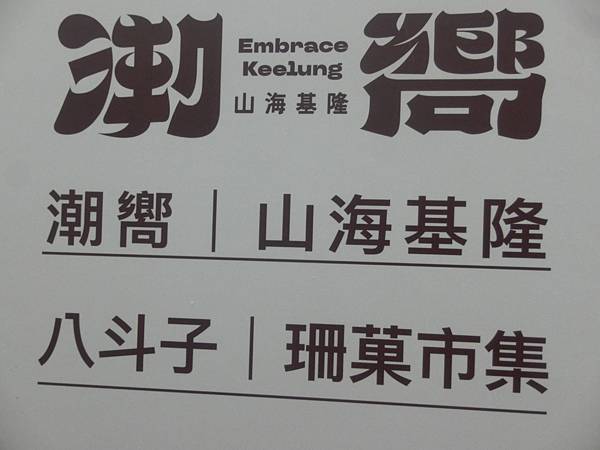 潮嚮
Embrace
Keelung
山海基隆
潮嚮｜山海基隆
八斗子｜珊菓市集